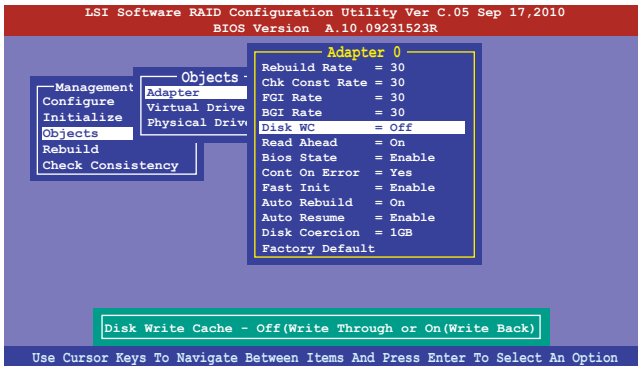 LSI Software RAID Configuration Utility Ver C.05 Sep 17,2010
BIOS Version A.10.09231523R
Management
Configure
Initialize
Objects
Rebuild
Check Consistency
Objects
Adapter
Virtual Drive
Physical Driv
Adapter 0
Rebuild Rate = 30
Chk Const Rate = 30
FGI Rate = 30
BGI Rate = 30
Disk WC = Off
Read Ahead = On
Bios State = Enable
Cont On Error = Yes
Fast Init = Enable
Auto Rebuild = On
Auto Resume = Enable
Disk Coercion = 1GB
Factory Default
Disk Write Cache - Off(Write Through or On(Write Back)
Use Cursor Keys To Navigate Between Items And Press Enter To Select An Option